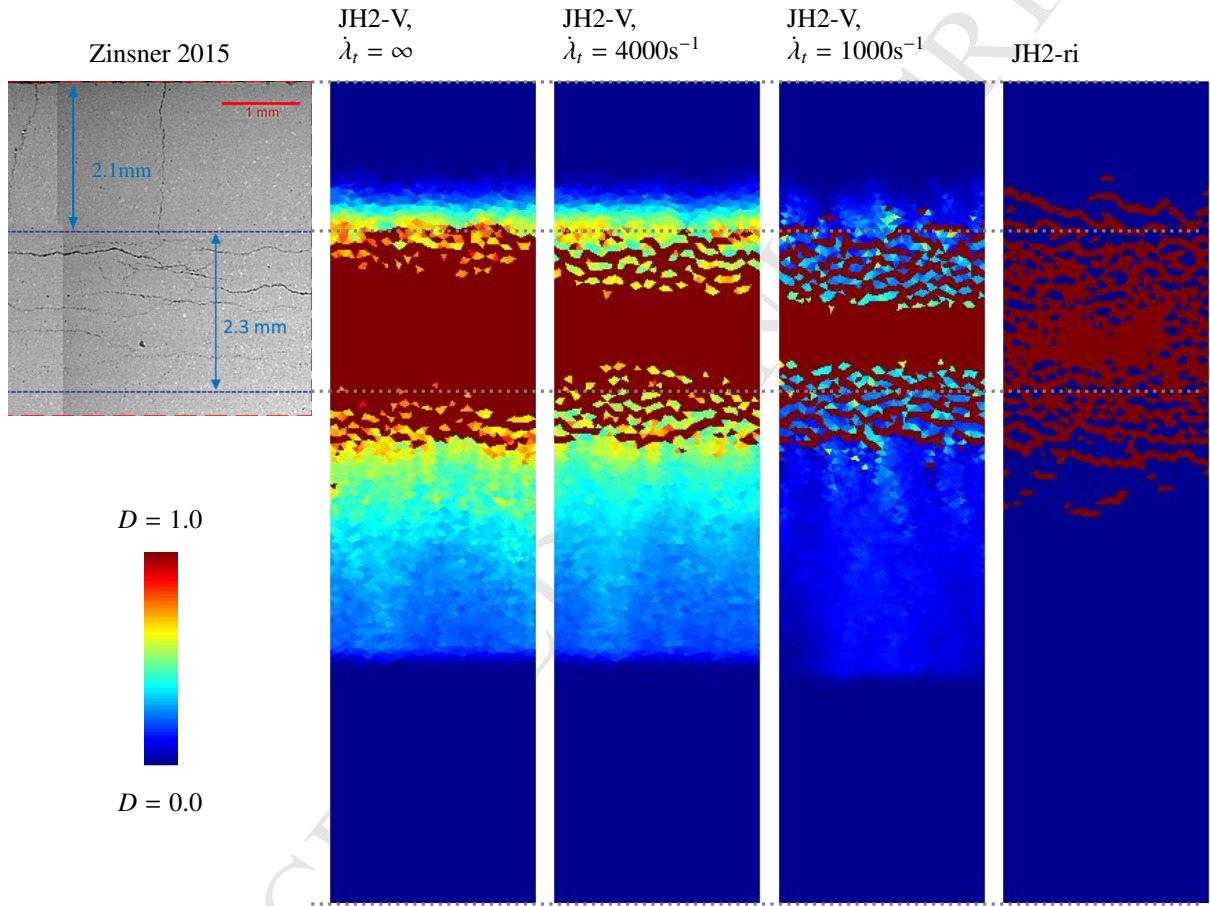 Zinsner 2015
JH2-V,
λ̇ₜ = ∞
JH2-V,
λ̇ₜ = 4000s⁻¹
JH2-V,
λ̇ₜ = 1000s⁻¹
JH2-ri
1 mm
2.1mm
2.3 mm
D = 1.0
D = 0.0